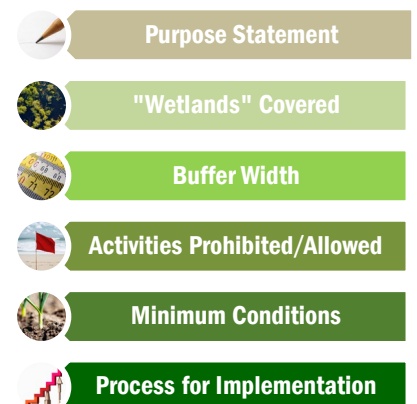 Purpose Statement
"Wetlands" Covered
Buffer Width
Activities Prohibited/Allowed
Minimum Conditions
Process for Implementation